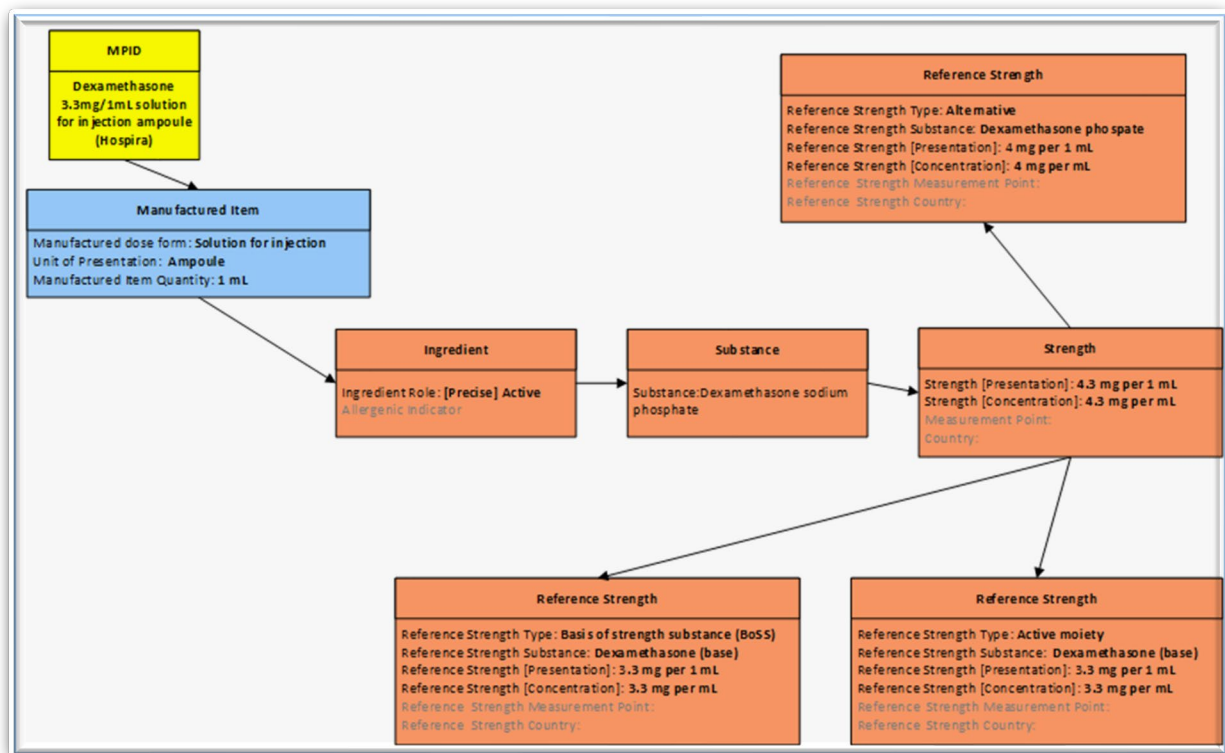 MPID
Dexamethasone
3.3mg/1mL solution
for injection ampoule
(Hospira)
Reference Strength
Reference Strength Type: Alternative
Reference Strength Substance: Dexamethasone phospate
Reference Strength [Presentation]: 4 mg per 1 mL
Reference Strength [Concentration]: 4 mg per mL
Reference Strength Measurement Point:
Reference Strength Country:
Manufactured Item
Manufactured dose form: Solution for injection
Unit of Presentation: Ampoule
Manufactured Item Quantity: 1 mL
Ingredient
Ingredient Role: [Precise] Active
Allergenic Indicator
Substance
Substance:Dexamethasone sodium
phosphate
Strength
Strength [Presentation]: 4.3 mg per 1 mL
Strength [Concentration]: 4.3 mg per mL
Measurement Point:
Country:
Reference Strength
Reference Strength Type: Basis of strength substance (BoSS)
Reference Strength Substance: Dexamethasone (base)
Reference Strength [Presentation]: 3.3 mg per 1 mL
Reference Strength [Concentration]: 3.3 mg per mL
Reference Strength Measurement Point:
Reference Strength Country:
Reference Strength
Reference Strength Type: Active moiety
Reference Strength Substance: Dexamethasone (base)
Reference Strength [Presentation]: 3.3 mg per 1 mL
Reference Strength [Concentration]: 3.3 mg per mL
Reference Strength Measurement Point:
Reference Strength Country: